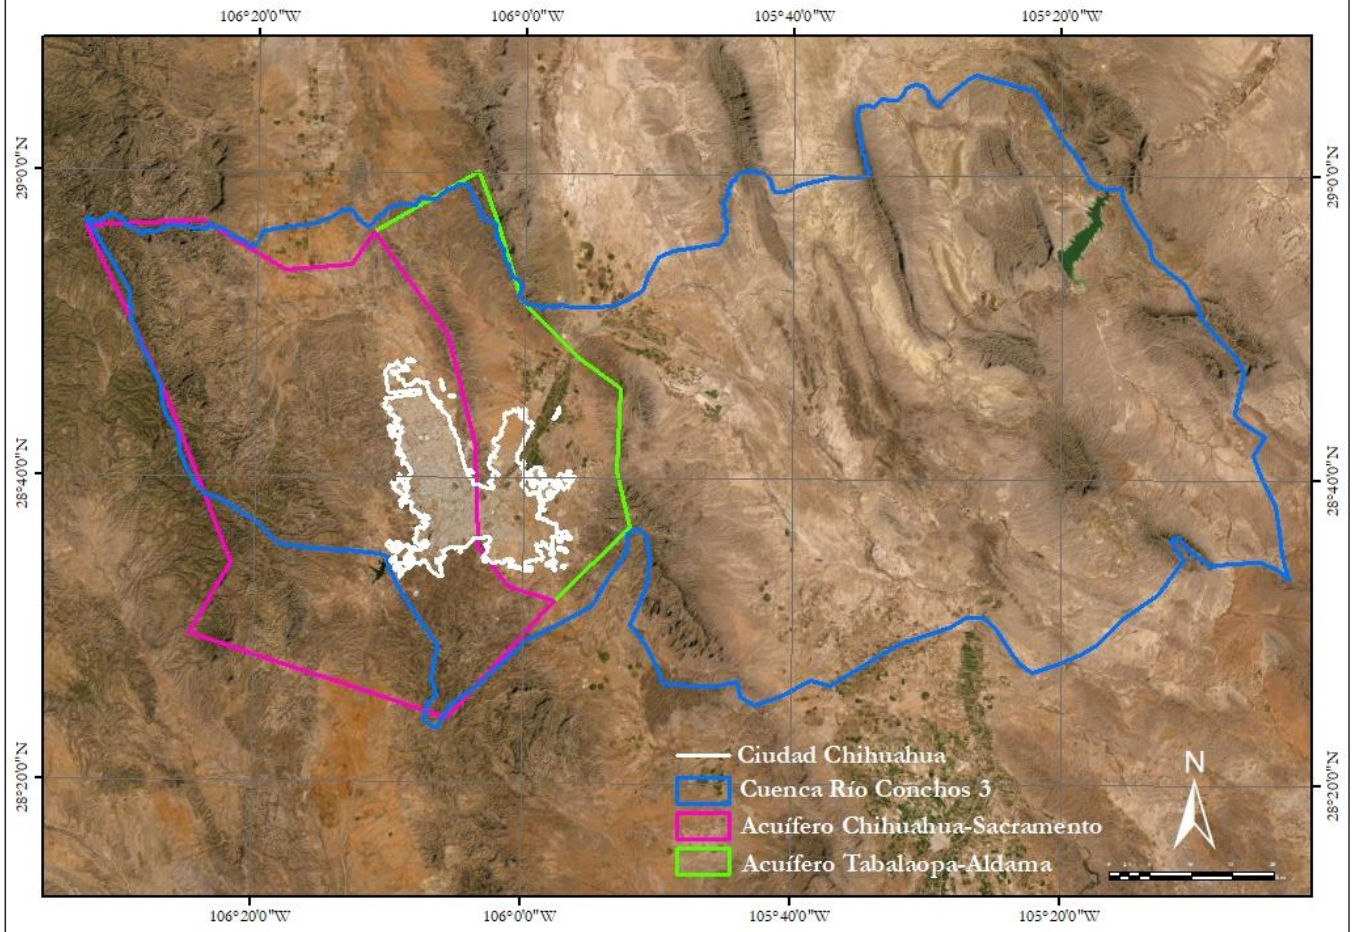 106°20'0"W 106°0'0"W 105°40'0"W 105°20'0"W
29°0'0"N 29°0'0"N
28°40'0"N 28°40'0"N
28°20'0"N 28°20'0"N
Ciudad Chihuahua
Cuenca Río Conchos 3
Acuífero Chihuahua-Sacramento
Acuífero Tabalaopa-Aldama
N
106°20'0"W 106°0'0"W 105°40'0"W 105°20'0"W